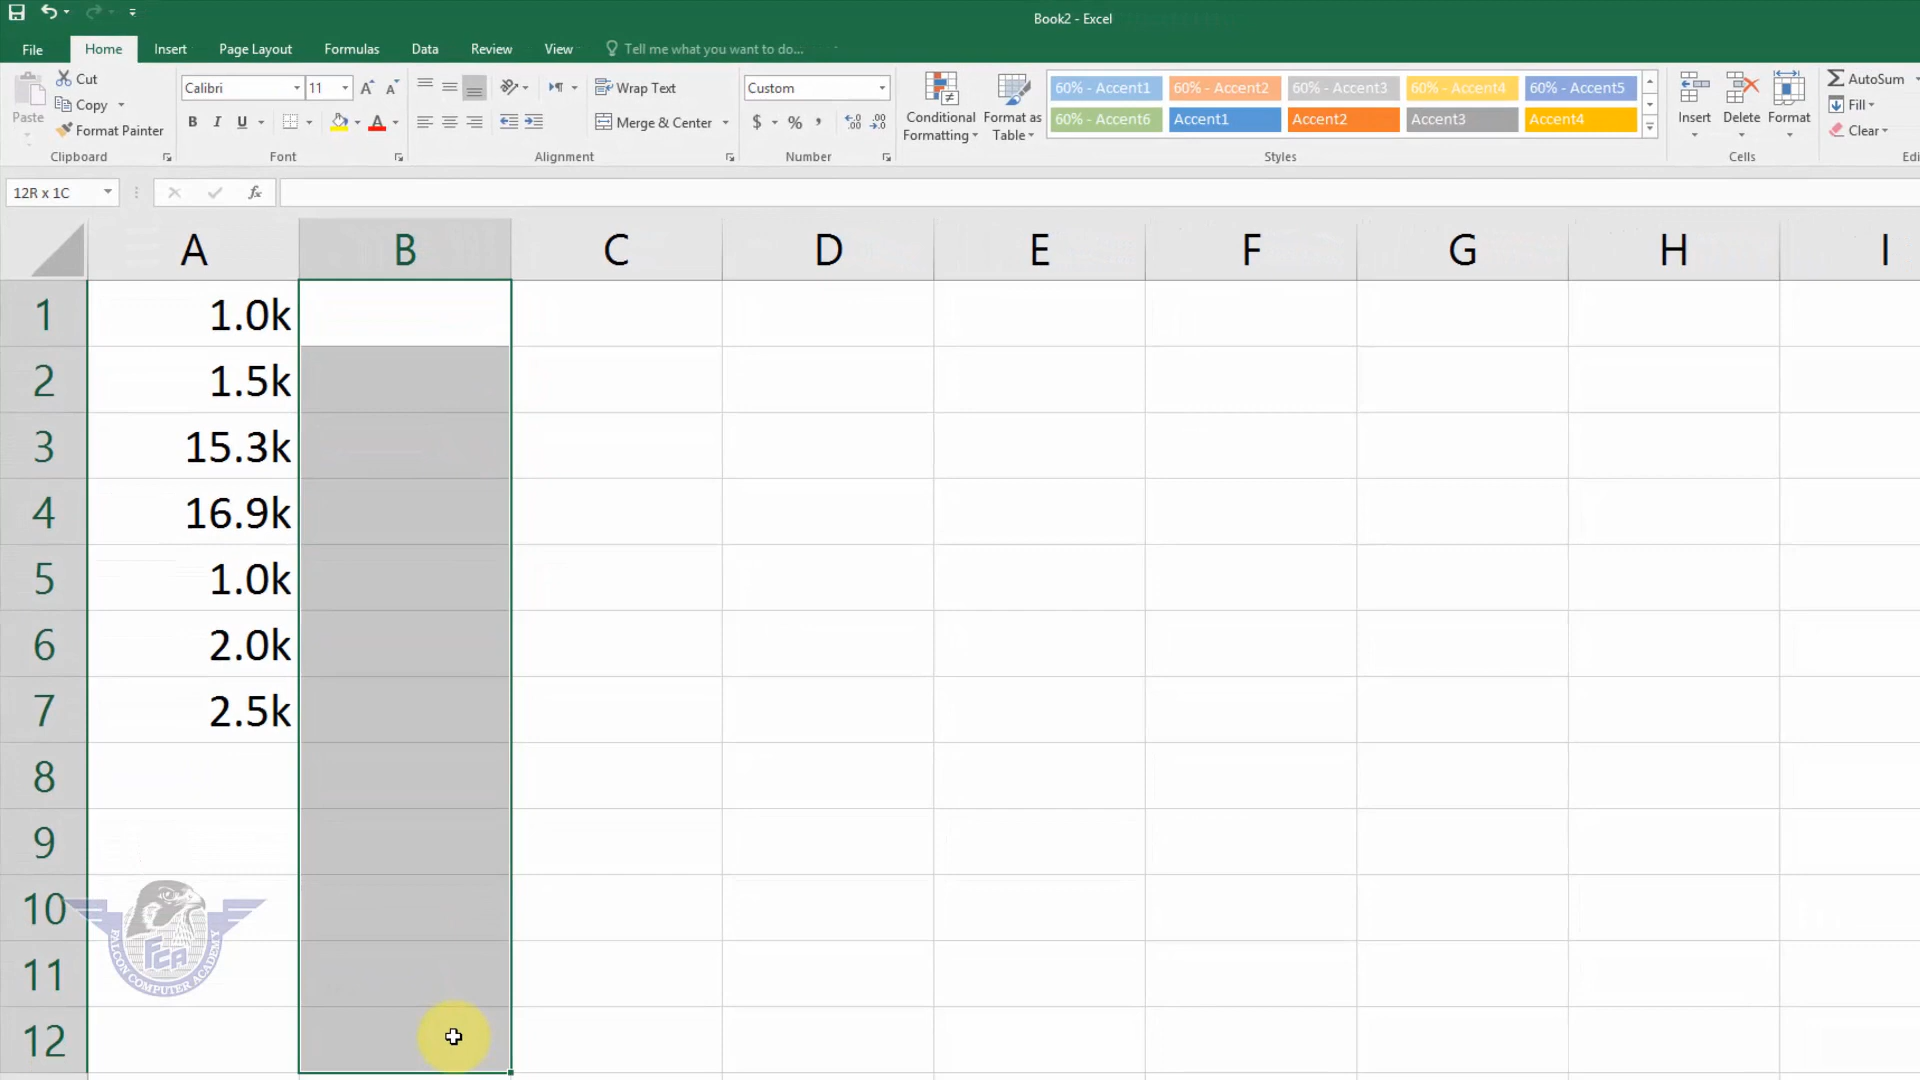 Book2 - Excel
File Home Insert Page Layout Formulas Data Review View Tell me what you want to do...
Paste
Cut
Copy
Format Painter
Clipboard
Calibri 11
B I U
Font
Wrap Text
Merge & Center
Alignment
Custom
$ % ,
Number
Conditional Formatting
Format as Table
60% - Accent1 60% - Accent2 60% - Accent3 60% - Accent4 60% - Accent5
60% - Accent6 Accent1 Accent2 Accent3 Accent4
Styles
Insert Delete Format
Cells
AutoSum
Fill
Clear
Edi
12R x 1C fx
A B C D E F G H I
1 1.0k
2 1.5k
3 15.3k
4 16.9k
5 1.0k
6 2.0k
7 2.5k
8
9
10
11
12
FCA
FALCON COMPUTER ACADEMY